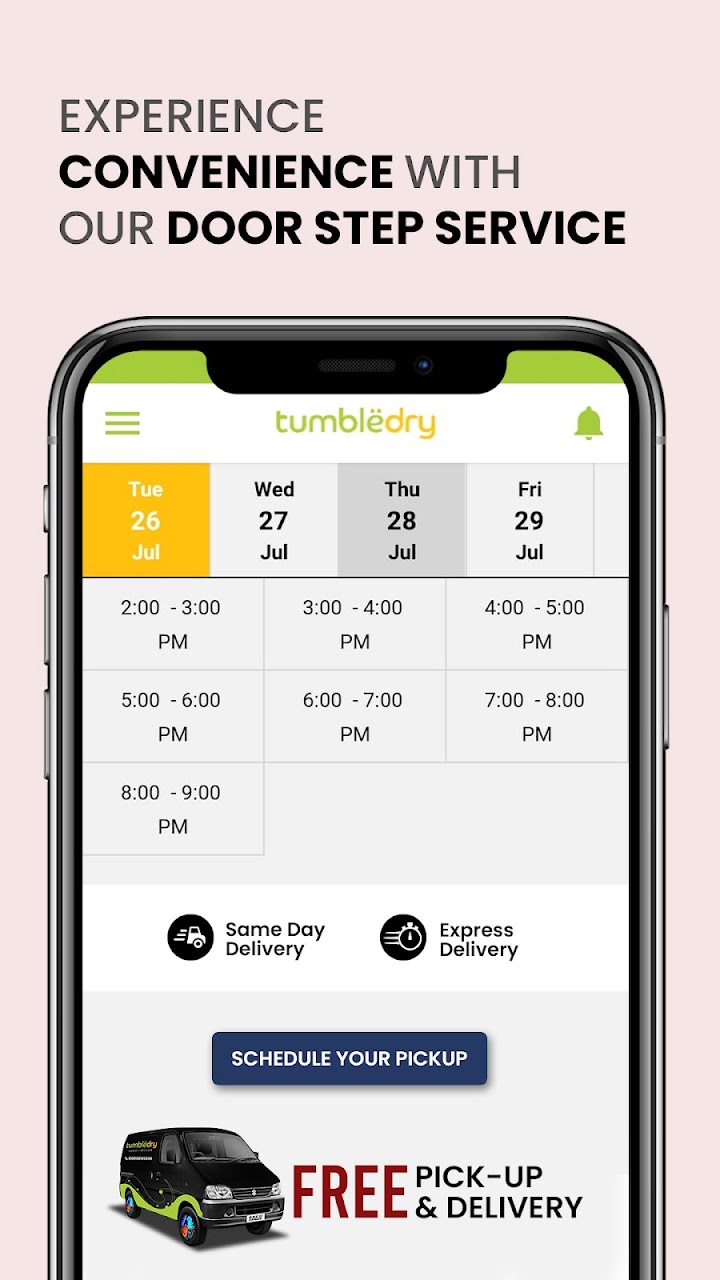 EXPERIENCE
CONVENIENCE WITH
OUR DOOR STEP SERVICE
tumblëdry
Tue Wed Thu Fri
26 27 28 29
Jul Jul Jul Jul
2:00 - 3:00 3:00 - 4:00 4:00 - 5:00
PM PM PM
5:00 - 6:00 6:00 - 7:00 7:00 - 8:00
PM PM PM
8:00 - 9:00
PM
Same Day Express
Delivery Delivery
SCHEDULE YOUR PICKUP
tumblëdry
FREE PICK-UP
& DELIVERY